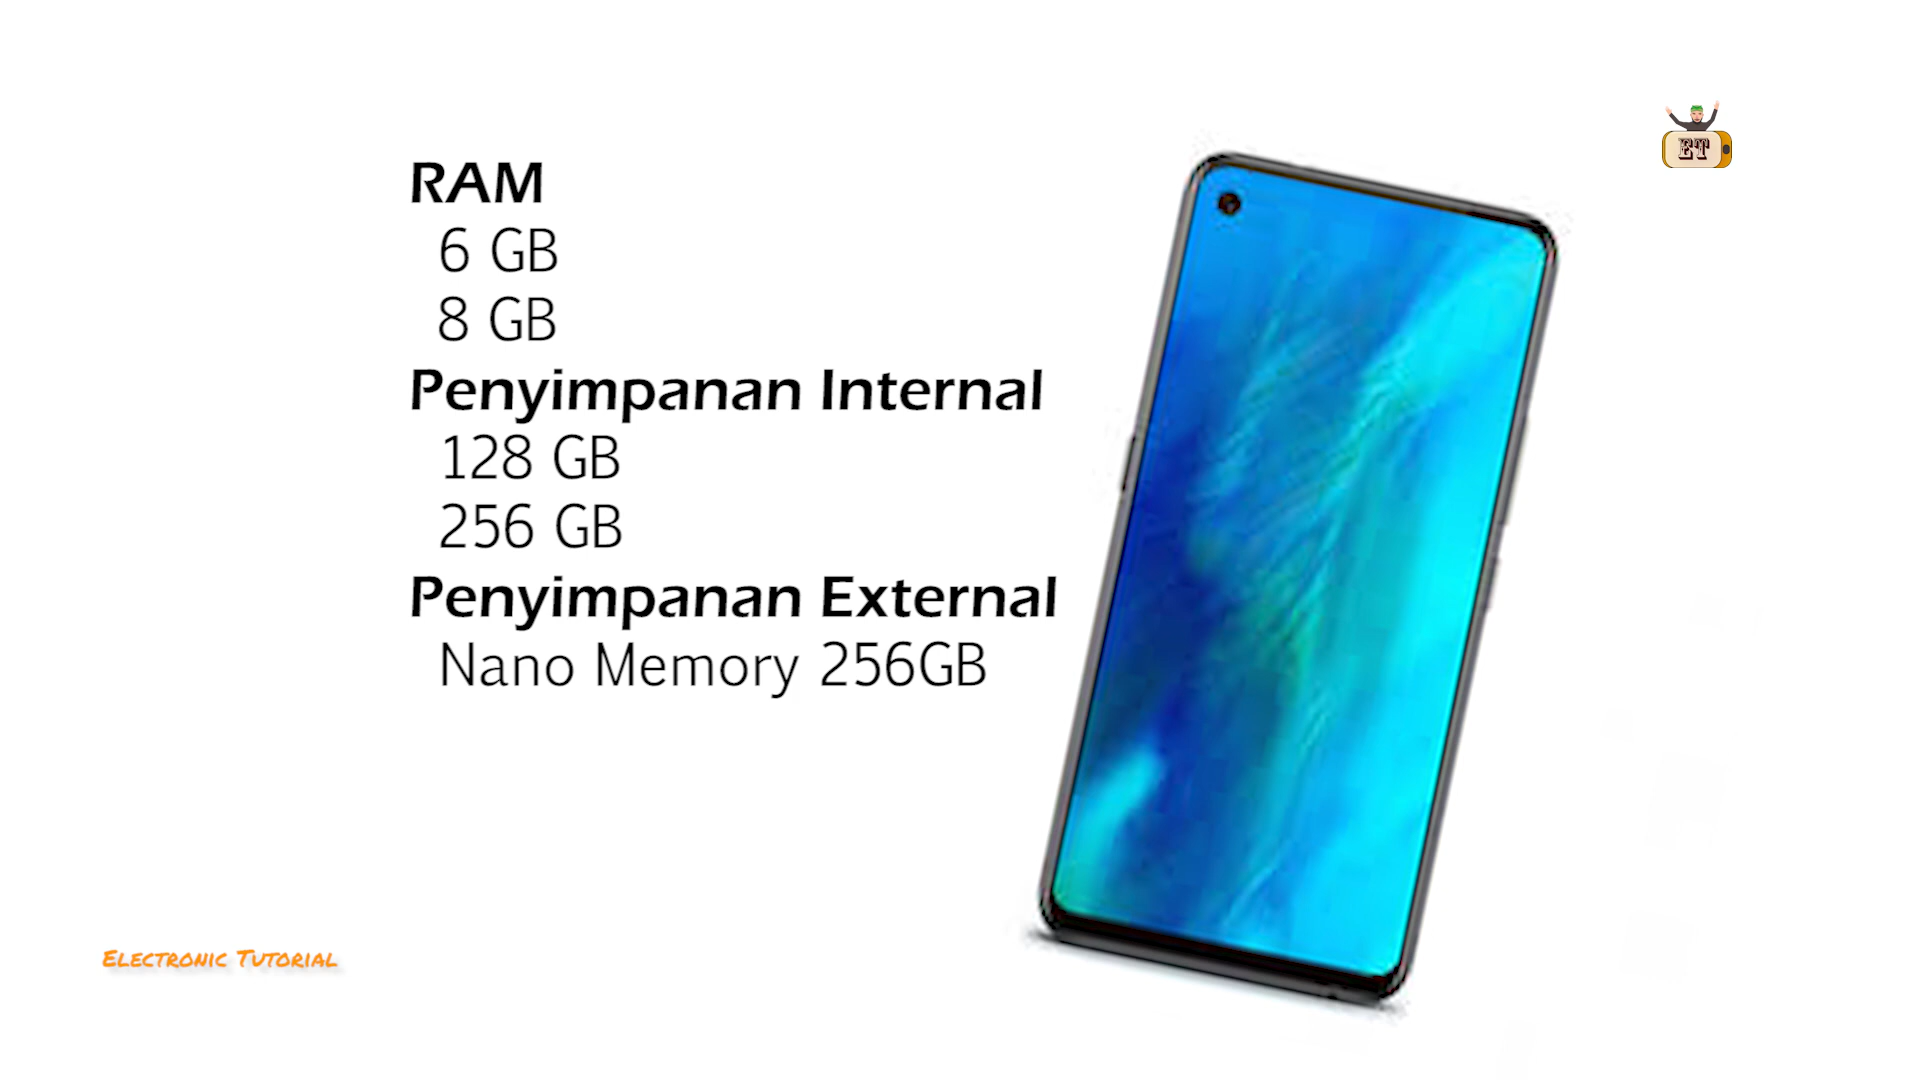 RAM
6 GB
8 GB
Penyimpanan Internal
128 GB
256 GB
Penyimpanan External
Nano Memory 256GB
ET
Electronic Tutorial